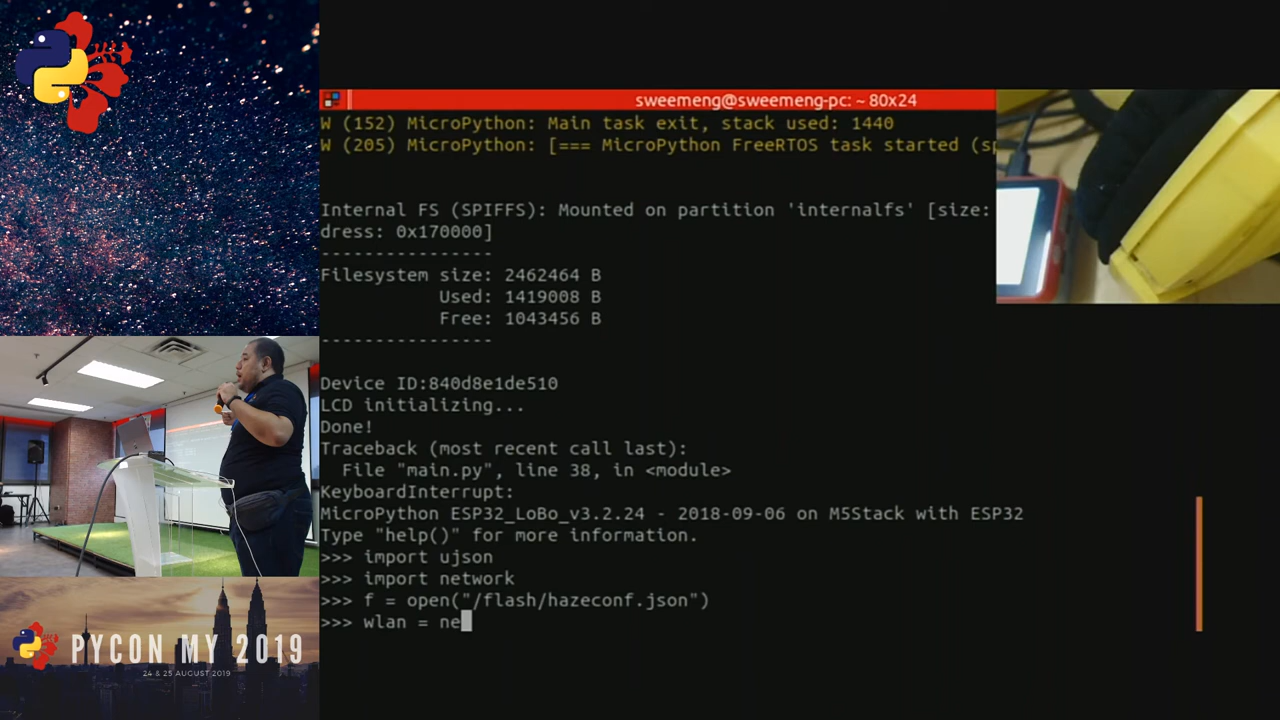 sweemeng@sweemeng-pc: ~ 80x24
W (152) MicroPython: Main task exit, stack used: 1440
W (205) MicroPython: [=== MicroPython FreeRTOS task started (sp
Internal FS (SPIFFS): Mounted on partition 'internalfs' [size:
dress: 0x170000]
----------------
Filesystem size: 2462464 B
Used: 1419008 B
Free: 1043456 B
----------------
Device ID:840d8e1de510
LCD initializing...
Done!
Traceback (most recent call last):
File "main.py", line 38, in <module>
KeyboardInterrupt:
MicroPython ESP32_LoBo_v3.2.24 - 2018-09-06 on M5Stack with ESP32
Type "help()" for more information.
>>> import ujson
>>> import network
>>> f = open("/flash/hazeconf.json")
>>> wlan = ne
PYCON MY 2019
24 & 25 AUGUST 2019